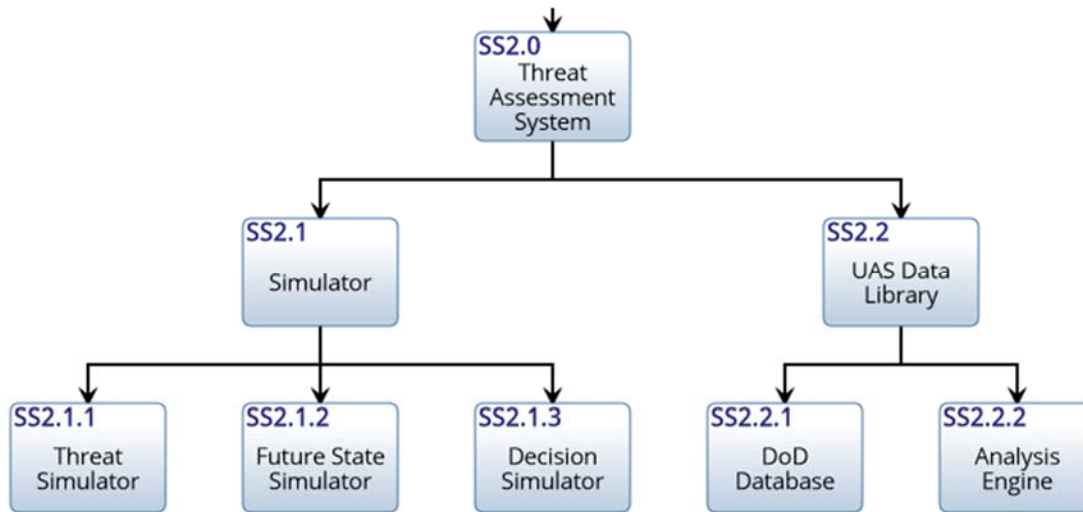 SS2.0
Threat
Assessment
System
SS2.1
Simulator
SS2.2
UAS Data
Library
SS2.1.1
Threat
Simulator
SS2.1.2
Future State
Simulator
SS2.1.3
Decision
Simulator
SS2.2.1
DoD
Database
SS2.2.2
Analysis
Engine